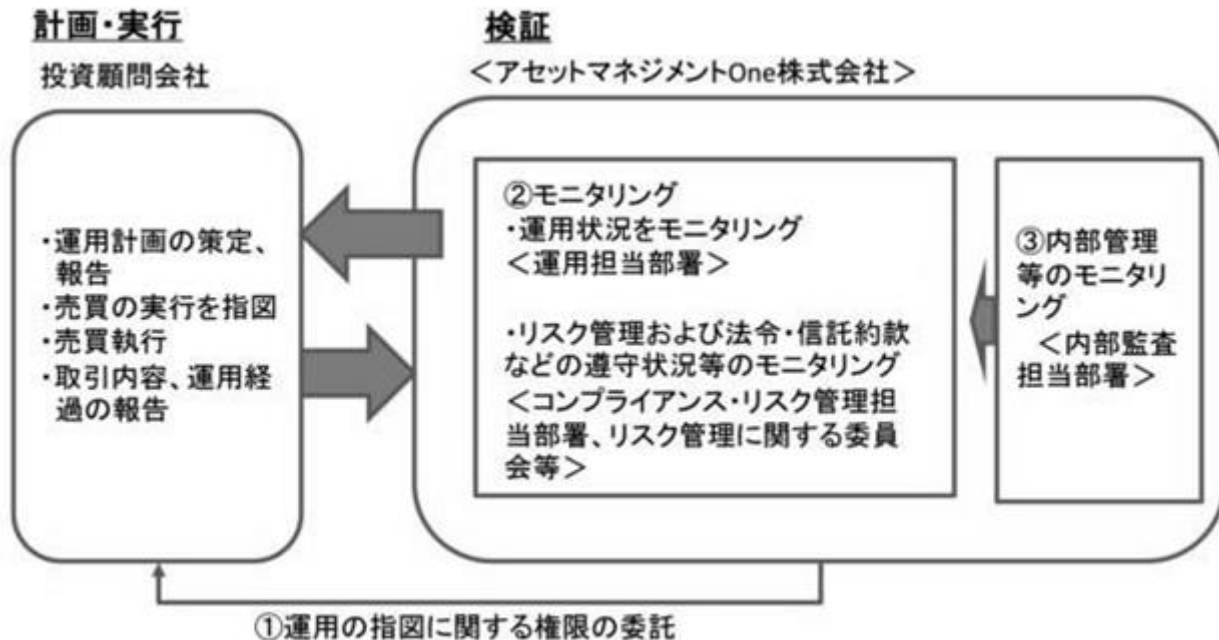 計画・実行
投資顧問会社
・運用計画の策定、
報告
・売買の実行を指図
・売買執行
・取引内容、運用経
過の報告
検証
＜アセットマネジメントOne株式会社＞
②モニタリング
・運用状況をモニタリング
＜運用担当部署＞
・リスク管理および法令・信託約款
などの遵守状況等のモニタリング
＜コンプライアンス・リスク管理担
当部署、リスク管理に関する委員
会等＞
③内部管理
等のモニタリ
ング
＜内部監査
担当部署＞
①運用の指図に関する権限の委託